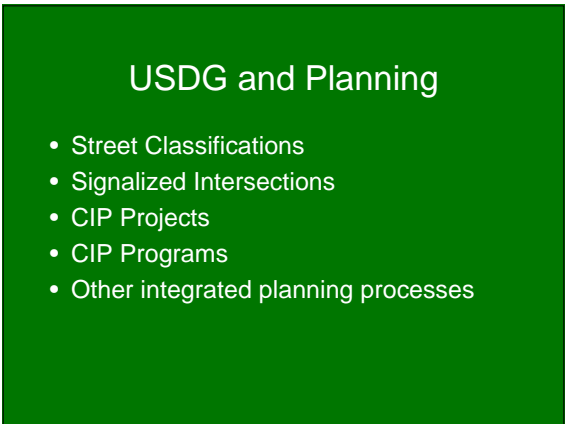 USDG and Planning
• Street Classifications
• Signalized Intersections
• CIP Projects
• CIP Programs
• Other integrated planning processes